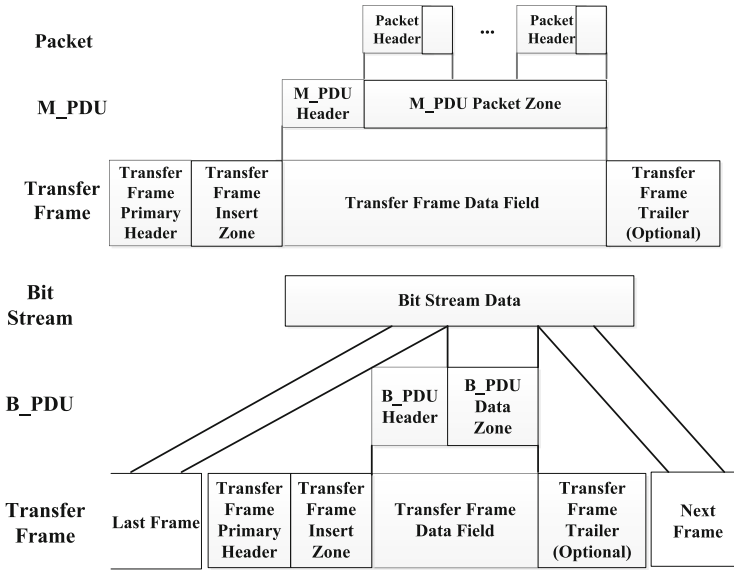 Packet
Packet
Header
...
Packet
Header
M_PDU
M_PDU
Header
M_PDU Packet Zone
Transfer
Frame
Transfer
Frame
Primary
Header
Transfer
Frame
Insert
Zone
Transfer Frame Data Field
Transfer
Frame
Trailer
(Optional)
Bit
Stream
Bit Stream Data
B_PDU
B_PDU
Header
B_PDU
Data
Zone
Transfer
Frame
Last Frame
Transfer
Frame
Primary
Header
Transfer
Frame
Insert
Zone
Transfer Frame
Data Field
Transfer
Frame
Trailer
(Optional)
Next
Frame